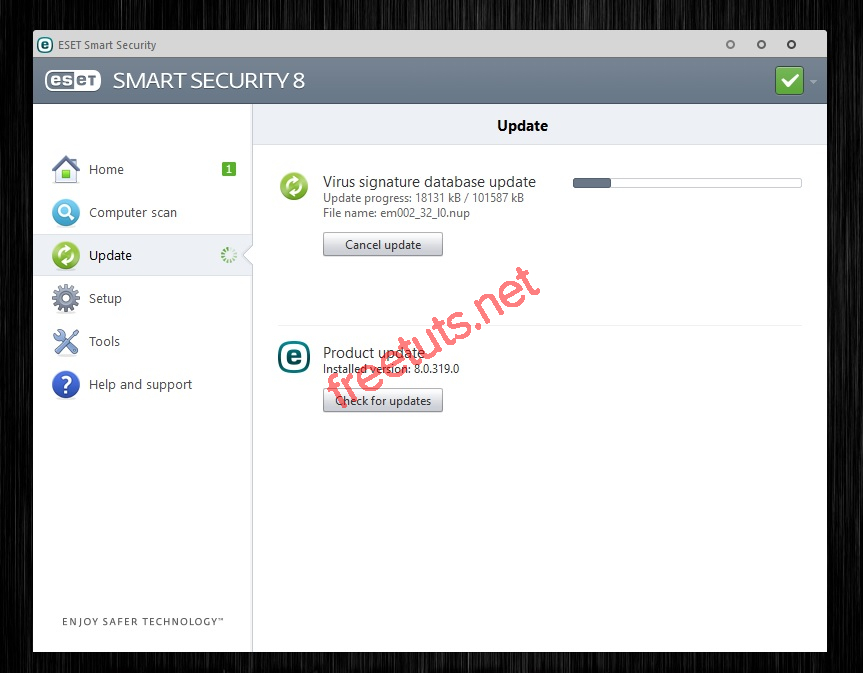 ESET Smart Security
eseT SMART SECURITY 8
Update
Home 1
Computer scan
Update
Setup
Tools
Help and support
ENJOY SAFER TECHNOLOGY™
Virus signature database update
Update progress: 18131 kB / 101587 kB
File name: em002_32_l0.nup
Cancel update
Product update
Installed version: 8.0.319.0
Check for updates
freetuts.net